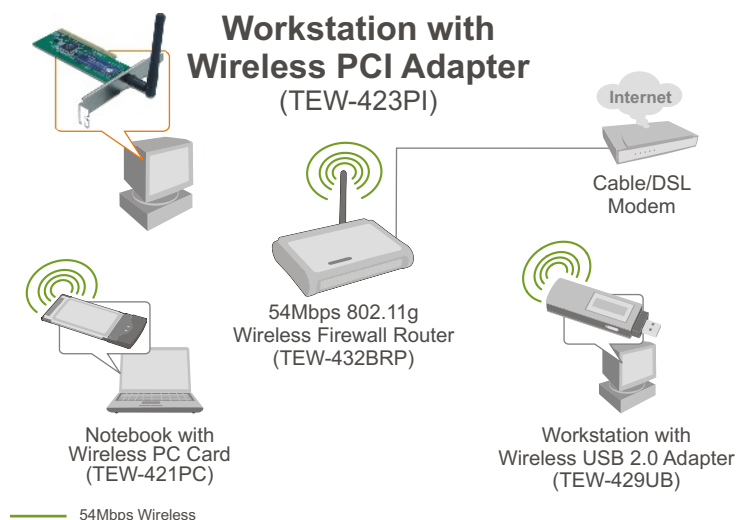 Workstation with
Wireless PCI Adapter
(TEW-423PI)
Internet
Cable/DSL
Modem
54Mbps 802.11g
Wireless Firewall Router
(TEW-432BRP)
Notebook with
Wireless PC Card
(TEW-421PC)
Workstation with
Wireless USB 2.0 Adapter
(TEW-429UB)
54Mbps Wireless